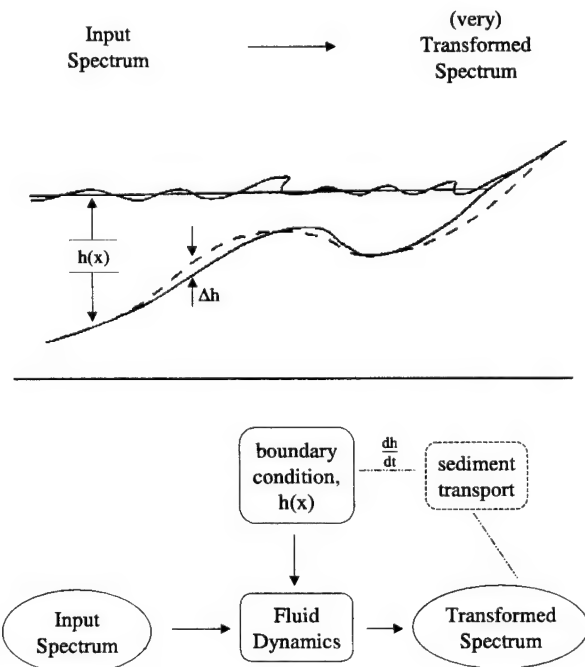 Input
Spectrum
(very)
Transformed
Spectrum
h(x)
Δh
boundary
condition,
h(x)
dh
dt
sediment
transport
Input
Spectrum
Fluid
Dynamics
Transformed
Spectrum